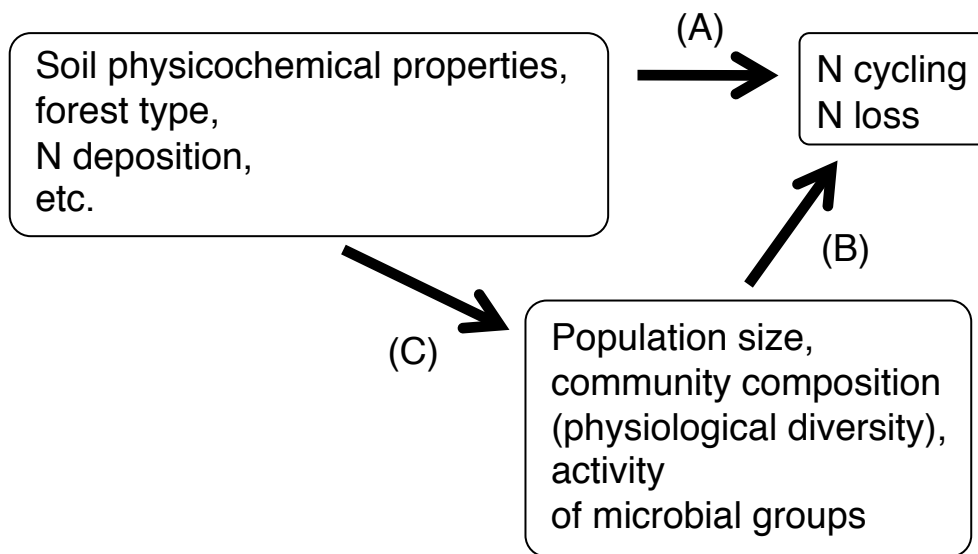 (A)
Soil physicochemical properties,
forest type,
N deposition,
etc.
N cycling
N loss
(B)
(C)
Population size,
community composition
(physiological diversity),
activity
of microbial groups